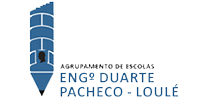 AGRUPAMENTO DE ESCOLAS
ENGº DUARTE
PACHECO - LOULÉ